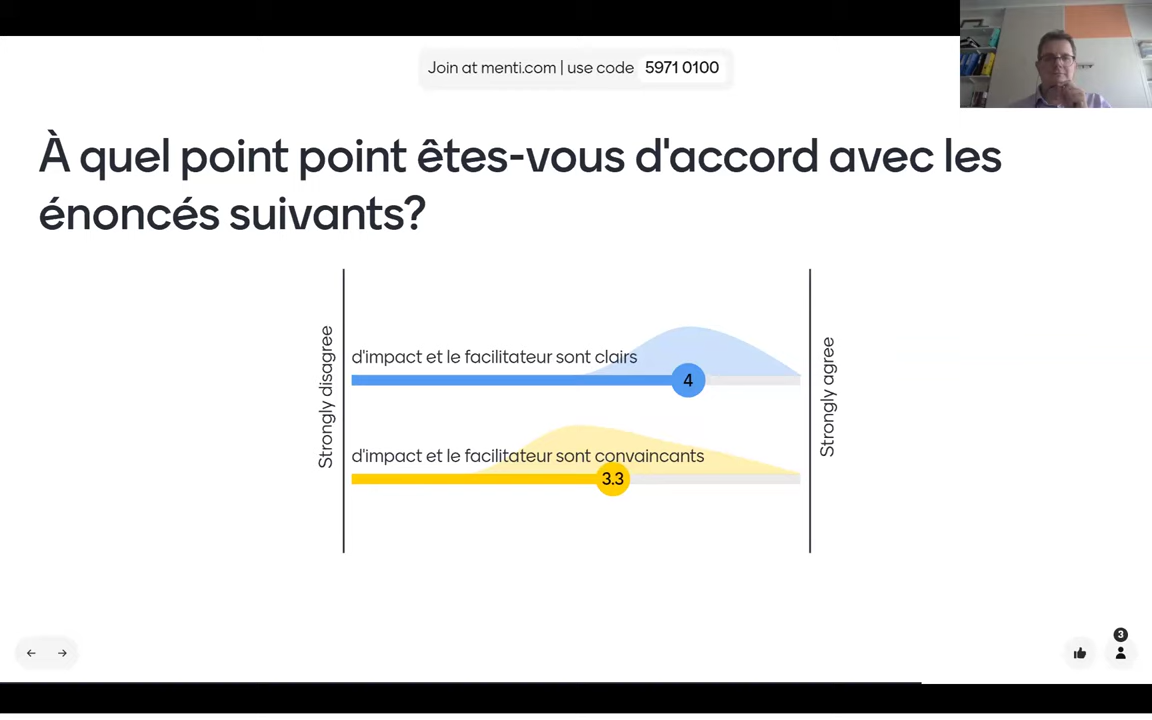 Join at menti.com | use code 5971 0100
À quel point point êtes-vous d'accord avec les
énoncés suivants?
Strongly disagree
d'impact et le facilitateur sont clairs
4
d'impact et le facilitateur sont convaincants
3.3
Strongly agree
3